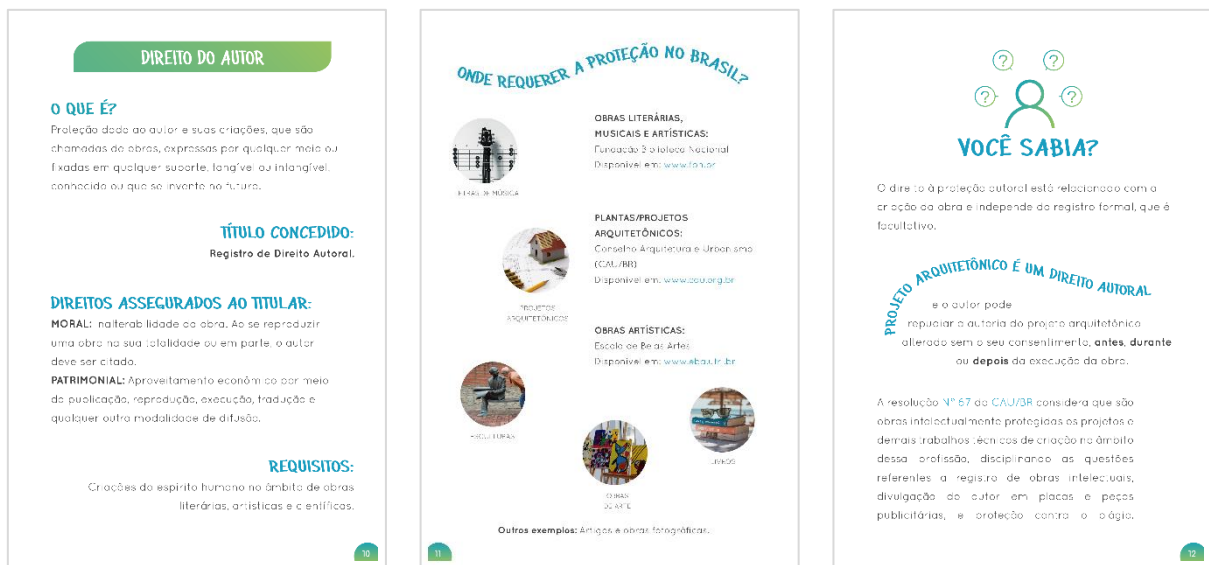 DIREITO DO AUTOR
O QUE É?
Proteção dada ao autor e suas criações, que são
chamadas de obras, expressas por qualquer meio ou
fixadas em qualquer suporte, tangível ou intangível,
conhecido ou que se invente no futuro.
TÍTULO CONCEDIDO:
Registro de Direito Autoral.
DIREITOS ASSEGURADOS AO TITULAR:
MORAL: Inalterabilidade da obra. Ao se reproduzir
uma obra na sua totalidade ou em parte, o autor
deve ser citado.
PATRIMONIAL: Aproveitamento econômico por meio
da publicação, reprodução, execução, tradução e
qualquer outra modalidade de difusão.
REQUISITOS:
Criações do espírito humano no âmbito de obras
literárias, artísticas e científicas.
10
ONDE REQUERER A PROTEÇÃO NO BRASIL?
OBRAS LITERÁRIAS,
MUSICAIS E ARTÍSTICAS:
Fundação Biblioteca Nacional
Disponível em:
LETRAS DE MÚSICA
PLANTAS/PROJETOS
ARQUITETÔNICOS:
Conselho Arquitetura e Urbanismo
(CAU/BR)
Disponível em: www.cau.org.br
PROJETOS
ARQUITETÔNICOS
OBRAS ARTÍSTICAS:
Escola de Belas Artes
Disponível em:
ESCULTURAS
LIVROS
OBRAS
DE ARTE
Outros exemplos: Artigos e obras fotográficas.
11
? ? ? ?
VOCÊ SABIA?
O direito à proteção autoral está relacionado com a
criação da obra e independe do registro formal, que é
facultativo.
PROJETO ARQUITETÔNICO É UM DIREITO AUTORAL
e o autor pode
repudiar a autoria do projeto arquitetônico
alterado sem o seu consentimento, antes, durante
ou depois da execução da obra.
A resolução Nº 67 do CAU/BR considera que são
obras intelectualmente protegidas os projetos e
demais trabalhos técnicos de criação no âmbito
dessa profissão, disciplinando as questões
referentes a registro de obras intelectuais,
divulgação do autor em placas e peças
publicitárias, e proteção contra o plágio.
12